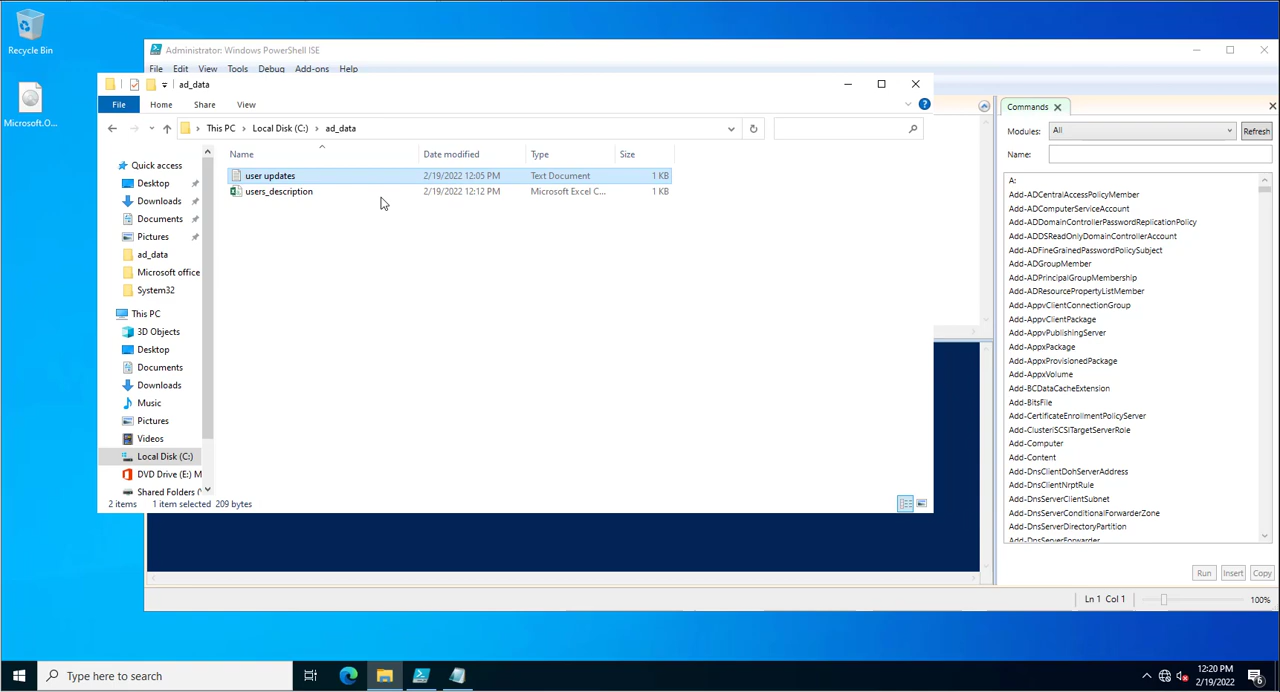 Recycle Bin
Microsoft.O...
Administrator: Windows PowerShell ISE
File Edit View Tools Debug Add-ons Help
ad_data
File Home Share View
This PC Local Disk (C:) ad_data
Name Date modified Type Size
user updates 2/19/2022 12:05 PM Text Document 1 KB
users_description 2/19/2022 12:12 PM Microsoft Excel C... 1 KB
Quick access
Desktop
Downloads
Documents
Pictures
ad_data
Microsoft office
System32
This PC
3D Objects
Desktop
Documents
Downloads
Music
Pictures
Videos
Local Disk (C:)
DVD Drive (E:) M
Shared Folders (
2 items 1 item selected 209 bytes
Commands
Modules: All Refresh
Name:
A:
Add-ADCentralAccessPolicyMember
Add-ADComputerServiceAccount
Add-ADDomainControllerPasswordReplicationPolicy
Add-ADDSReadOnlyDomainControllerAccount
Add-ADFineGrainedPasswordPolicySubject
Add-ADGroupMember
Add-ADPrincipalGroupMembership
Add-ADResourcePropertyListMember
Add-AppvClientConnectionGroup
Add-AppvClientPackage
Add-AppvPublishingServer
Add-AppxPackage
Add-AppxProvisionedPackage
Add-AppxVolume
Add-BCDataCacheExtension
Add-BitsFile
Add-CertificateEnrollmentPolicyServer
Add-ClusteriSCSITargetServerRole
Add-Computer
Add-Content
Add-DnsClientDohServerAddress
Add-DnsClientNrptRule
Add-DnsServerClientSubnet
Add-DnsServerConditionalForwarderZone
Add-DnsServerDirectoryPartition
Add-DnsServerForwarder
Run Insert Copy
Ln 1 Col 1 100%
Type here to search
12:20 PM
2/19/2022
6